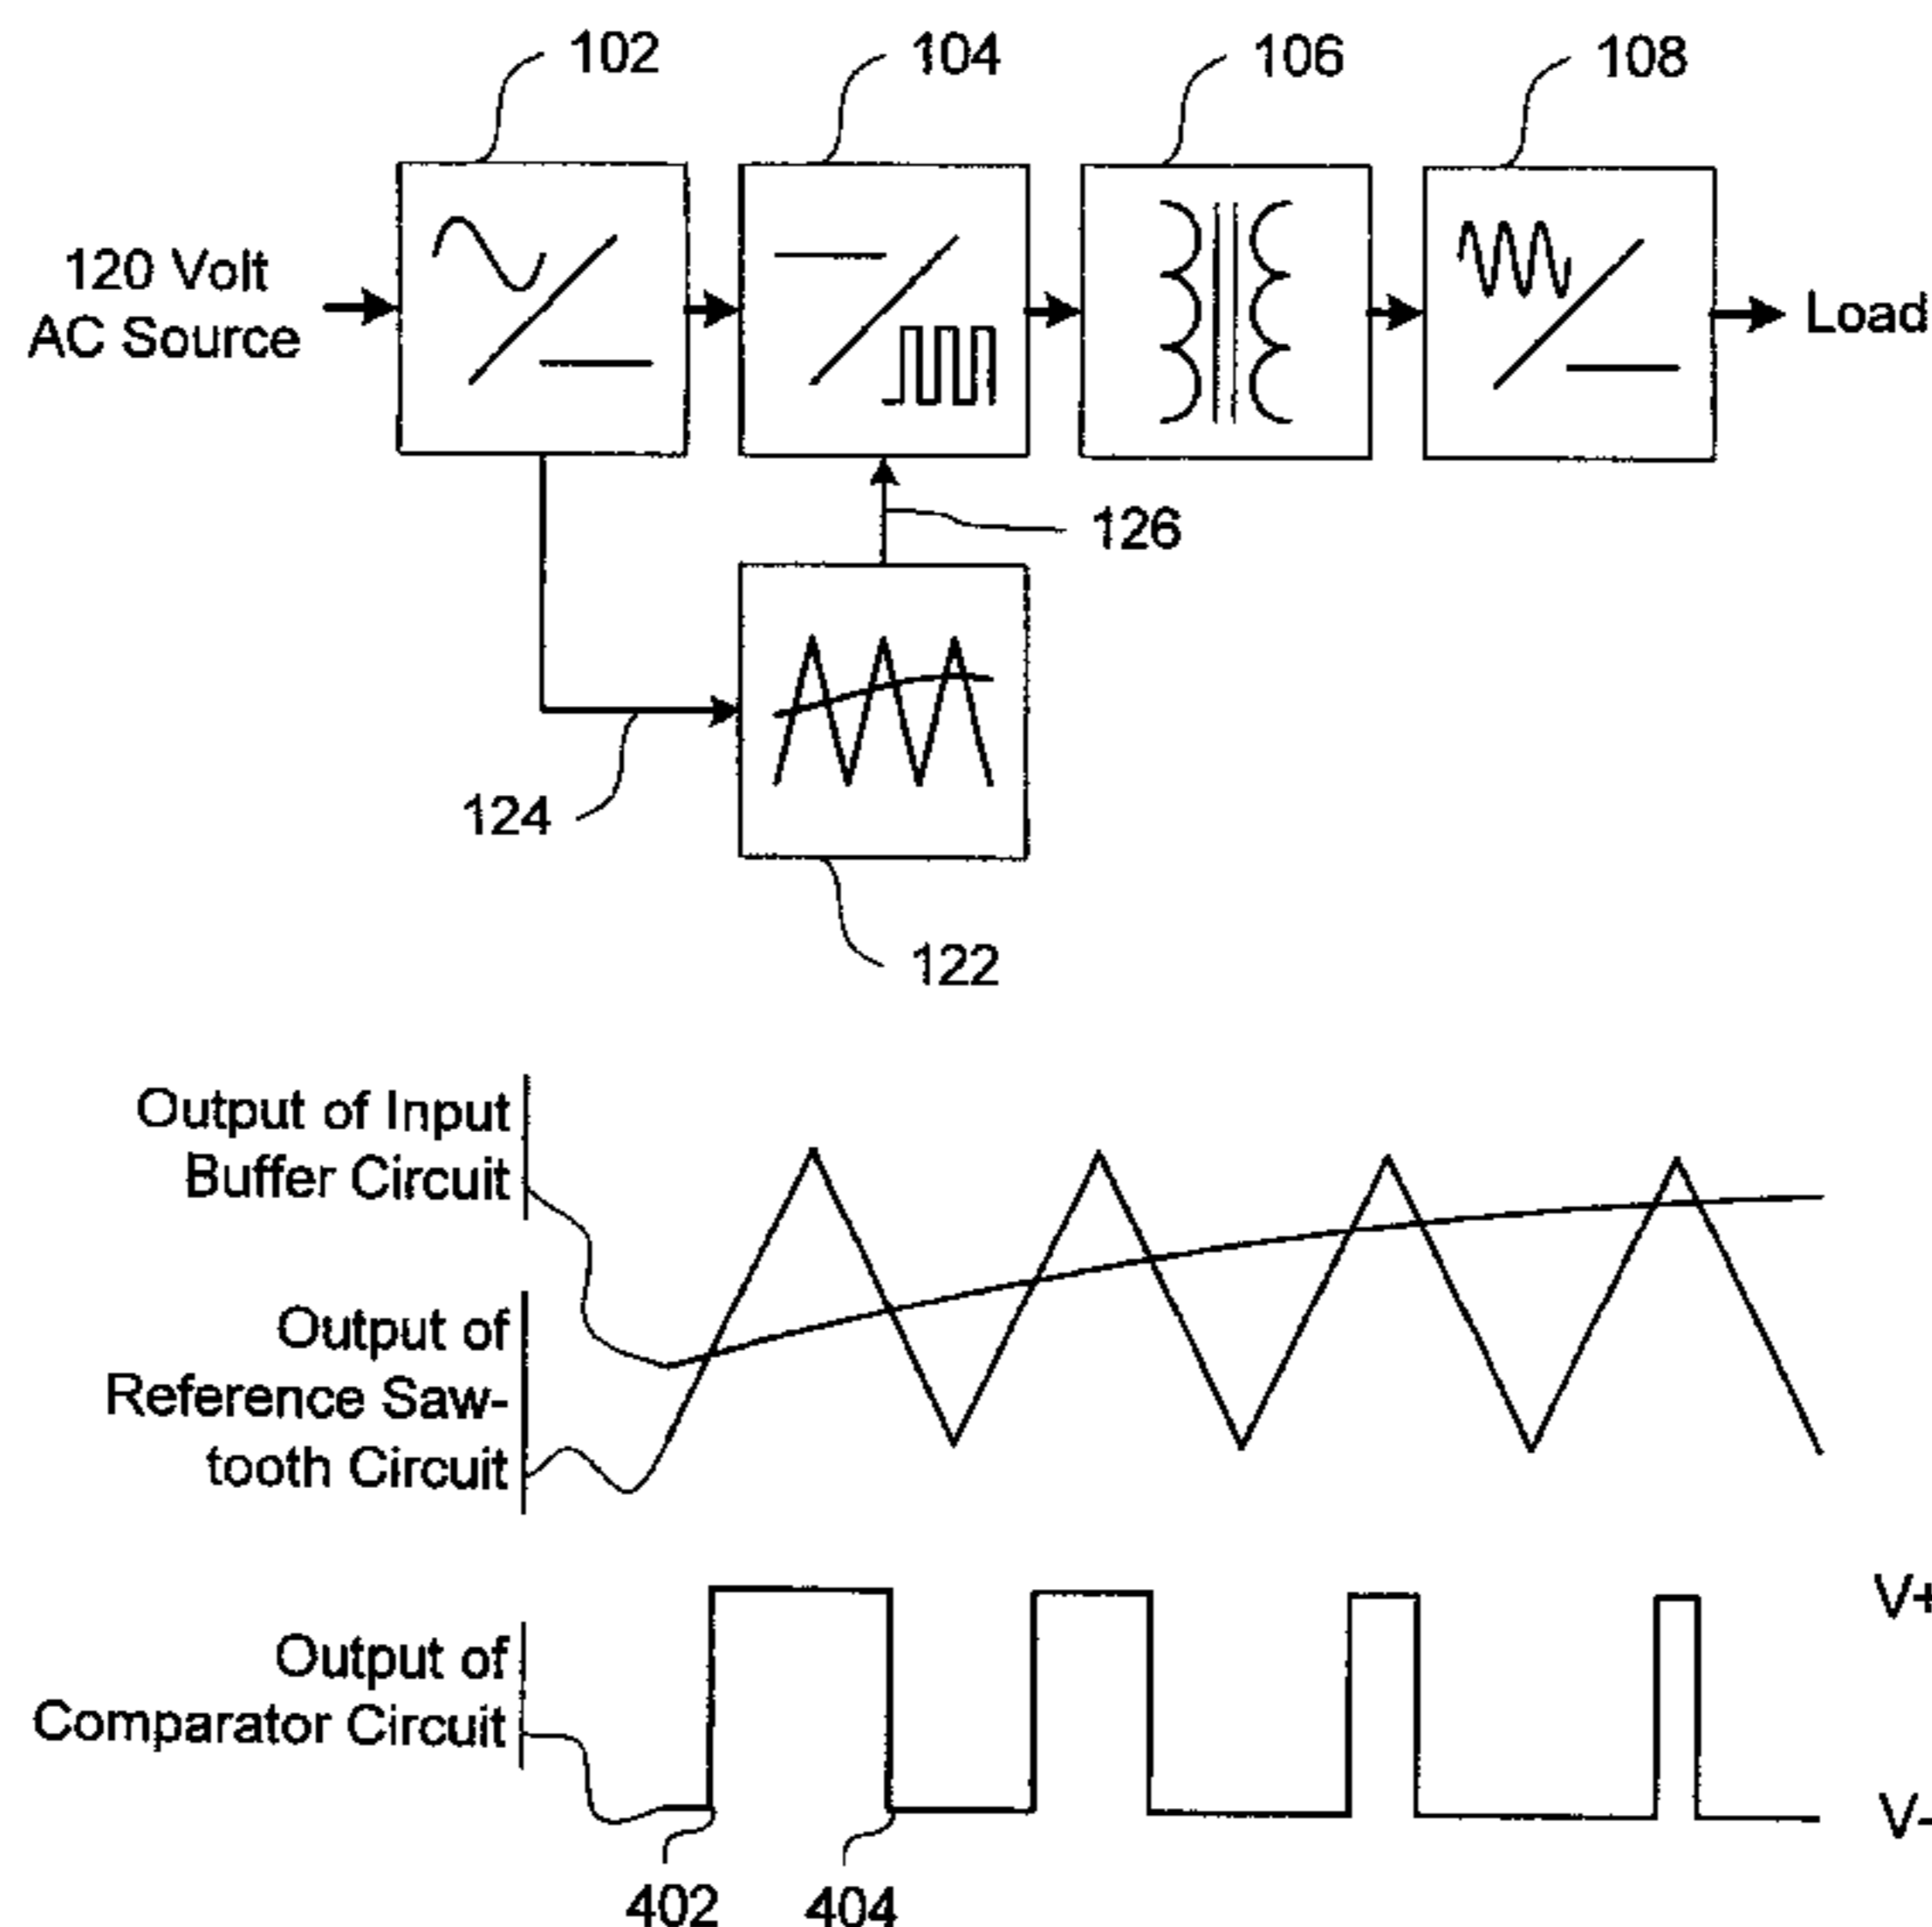 102
104
106
108
120 Volt
AC Source
Load
126
124
122
Output of Input
Buffer Circuit
Output of
Reference Saw-
tooth Circuit
V+
Output of
Comparator Circuit
V-
402
404